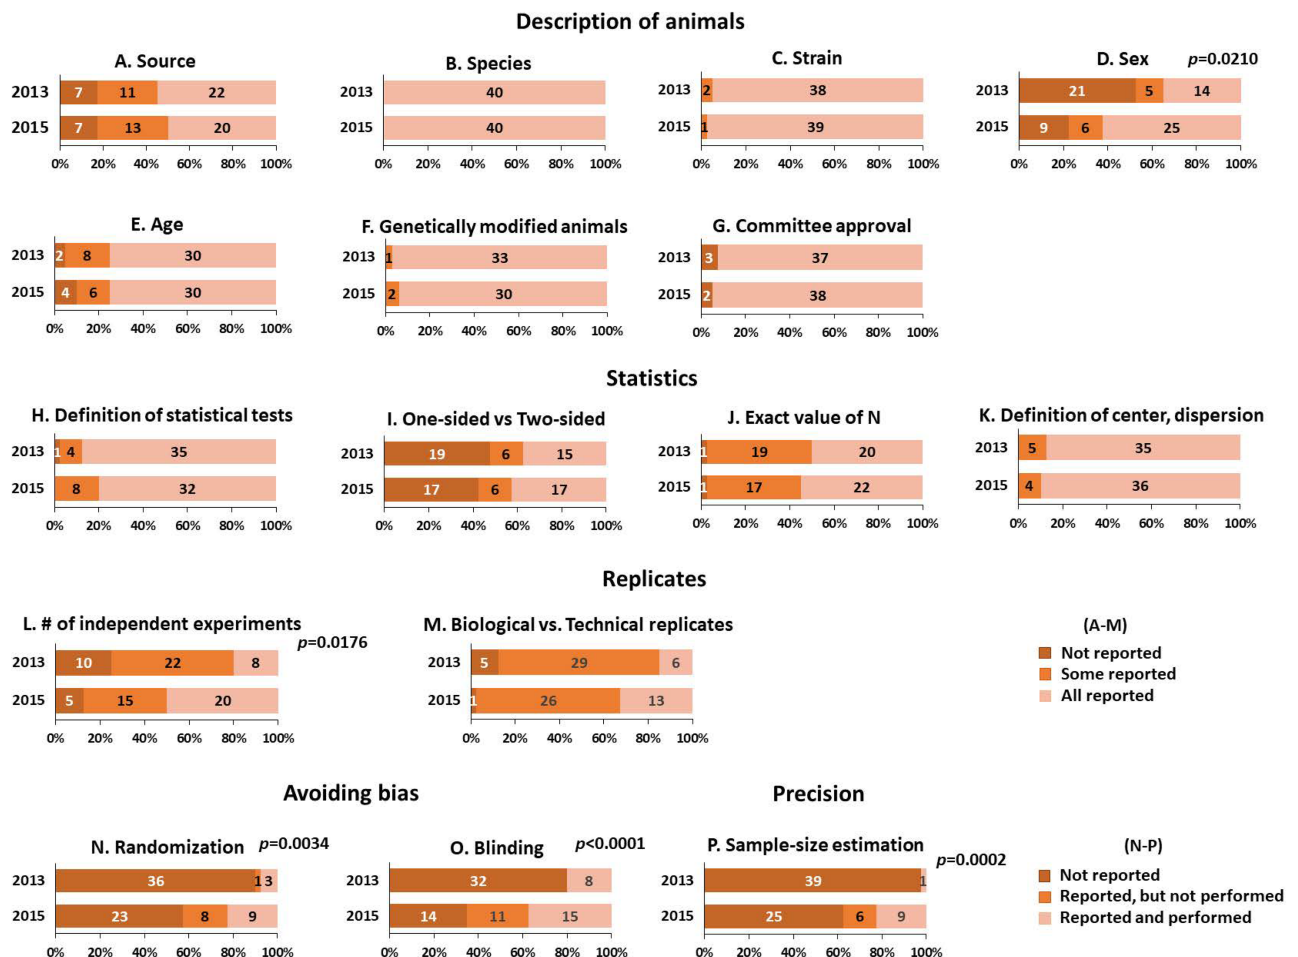 Description of animals
A. Source
2013 7 11 22
2015 7 13 20
0% 20% 40% 60% 80% 100%
B. Species
2013 40
2015 40
0% 20% 40% 60% 80% 100%
C. Strain
2013 2 38
2015 1 39
0% 20% 40% 60% 80% 100%
D. Sex p=0.0210
2013 21 5 14
2015 9 6 25
0% 20% 40% 60% 80% 100%
E. Age
2013 2 8 30
2015 4 6 30
0% 20% 40% 60% 80% 100%
F. Genetically modified animals
2013 1 33
2015 2 30
0% 20% 40% 60% 80% 100%
G. Committee approval
2013 3 37
2015 2 38
0% 20% 40% 60% 80% 100%
Statistics
H. Definition of statistical tests
2013 1 4 35
2015 8 32
0% 20% 40% 60% 80% 100%
I. One-sided vs Two-sided
2013 19 6 15
2015 17 6 17
0% 20% 40% 60% 80% 100%
J. Exact value of N
2013 1 19 20
2015 1 17 22
0% 20% 40% 60% 80% 100%
K. Definition of center, dispersion
2013 5 35
2015 4 36
0% 20% 40% 60% 80% 100%
Replicates
L. # of independent experiments
p=0.0176
2013 10 22 8
2015 5 15 20
0% 20% 40% 60% 80% 100%
M. Biological vs. Technical replicates
2013 5 29 6
2015 1 26 13
0% 20% 40% 60% 80% 100%
(A-M)
Not reported
Some reported
All reported
Avoiding bias
N. Randomization p=0.0034
2013 36 1 3
2015 23 8 9
0% 20% 40% 60% 80% 100%
O. Blinding p<0.0001
2013 32 8
2015 14 11 15
0% 20% 40% 60% 80% 100%
Precision
P. Sample-size estimation
p=0.0002
2013 39 1
2015 25 6 9
0% 20% 40% 60% 80% 100%
(N-P)
Not reported
Reported, but not performed
Reported and performed